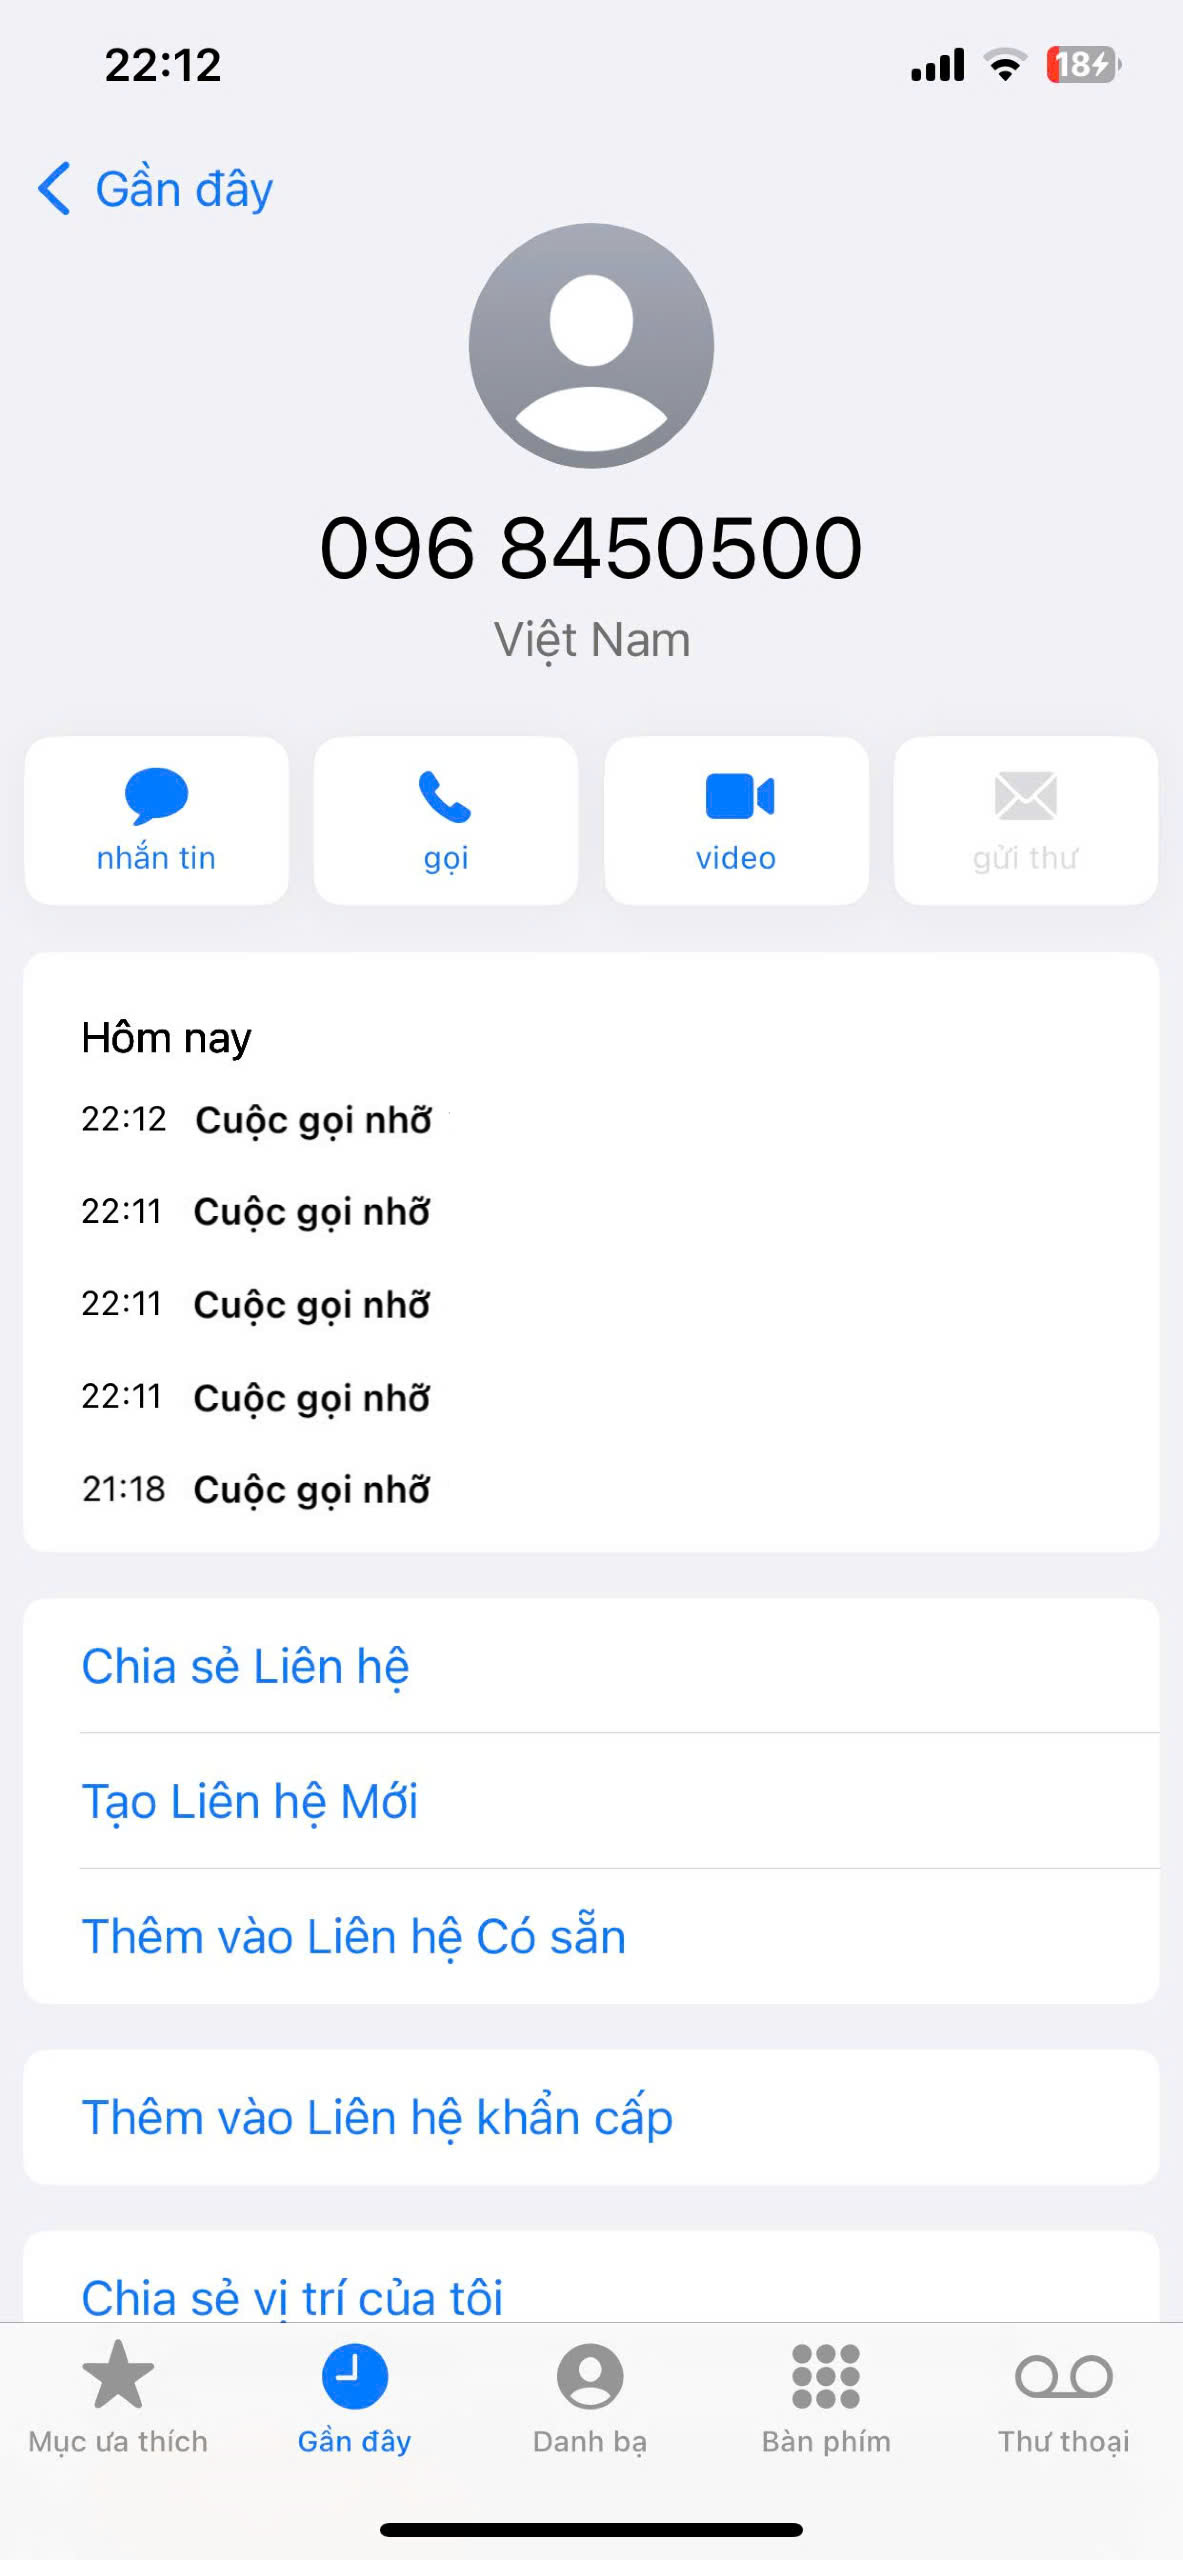 22:12
18
Gần đây
096 8450500
Việt Nam
nhắn tin
gọi
video
gửi thư
Hôm nay
22:12 Cuộc gọi nhỡ
22:11 Cuộc gọi nhỡ
22:11 Cuộc gọi nhỡ
22:11 Cuộc gọi nhỡ
21:18 Cuộc gọi nhỡ
Chia sẻ Liên hệ
Tạo Liên hệ Mới
Thêm vào Liên hệ Có sẵn
Thêm vào Liên hệ khẩn cấp
Chia sẻ vị trí của tôi
Mục ưa thích
Gần đây
Danh bạ
Bàn phím
Thư thoại